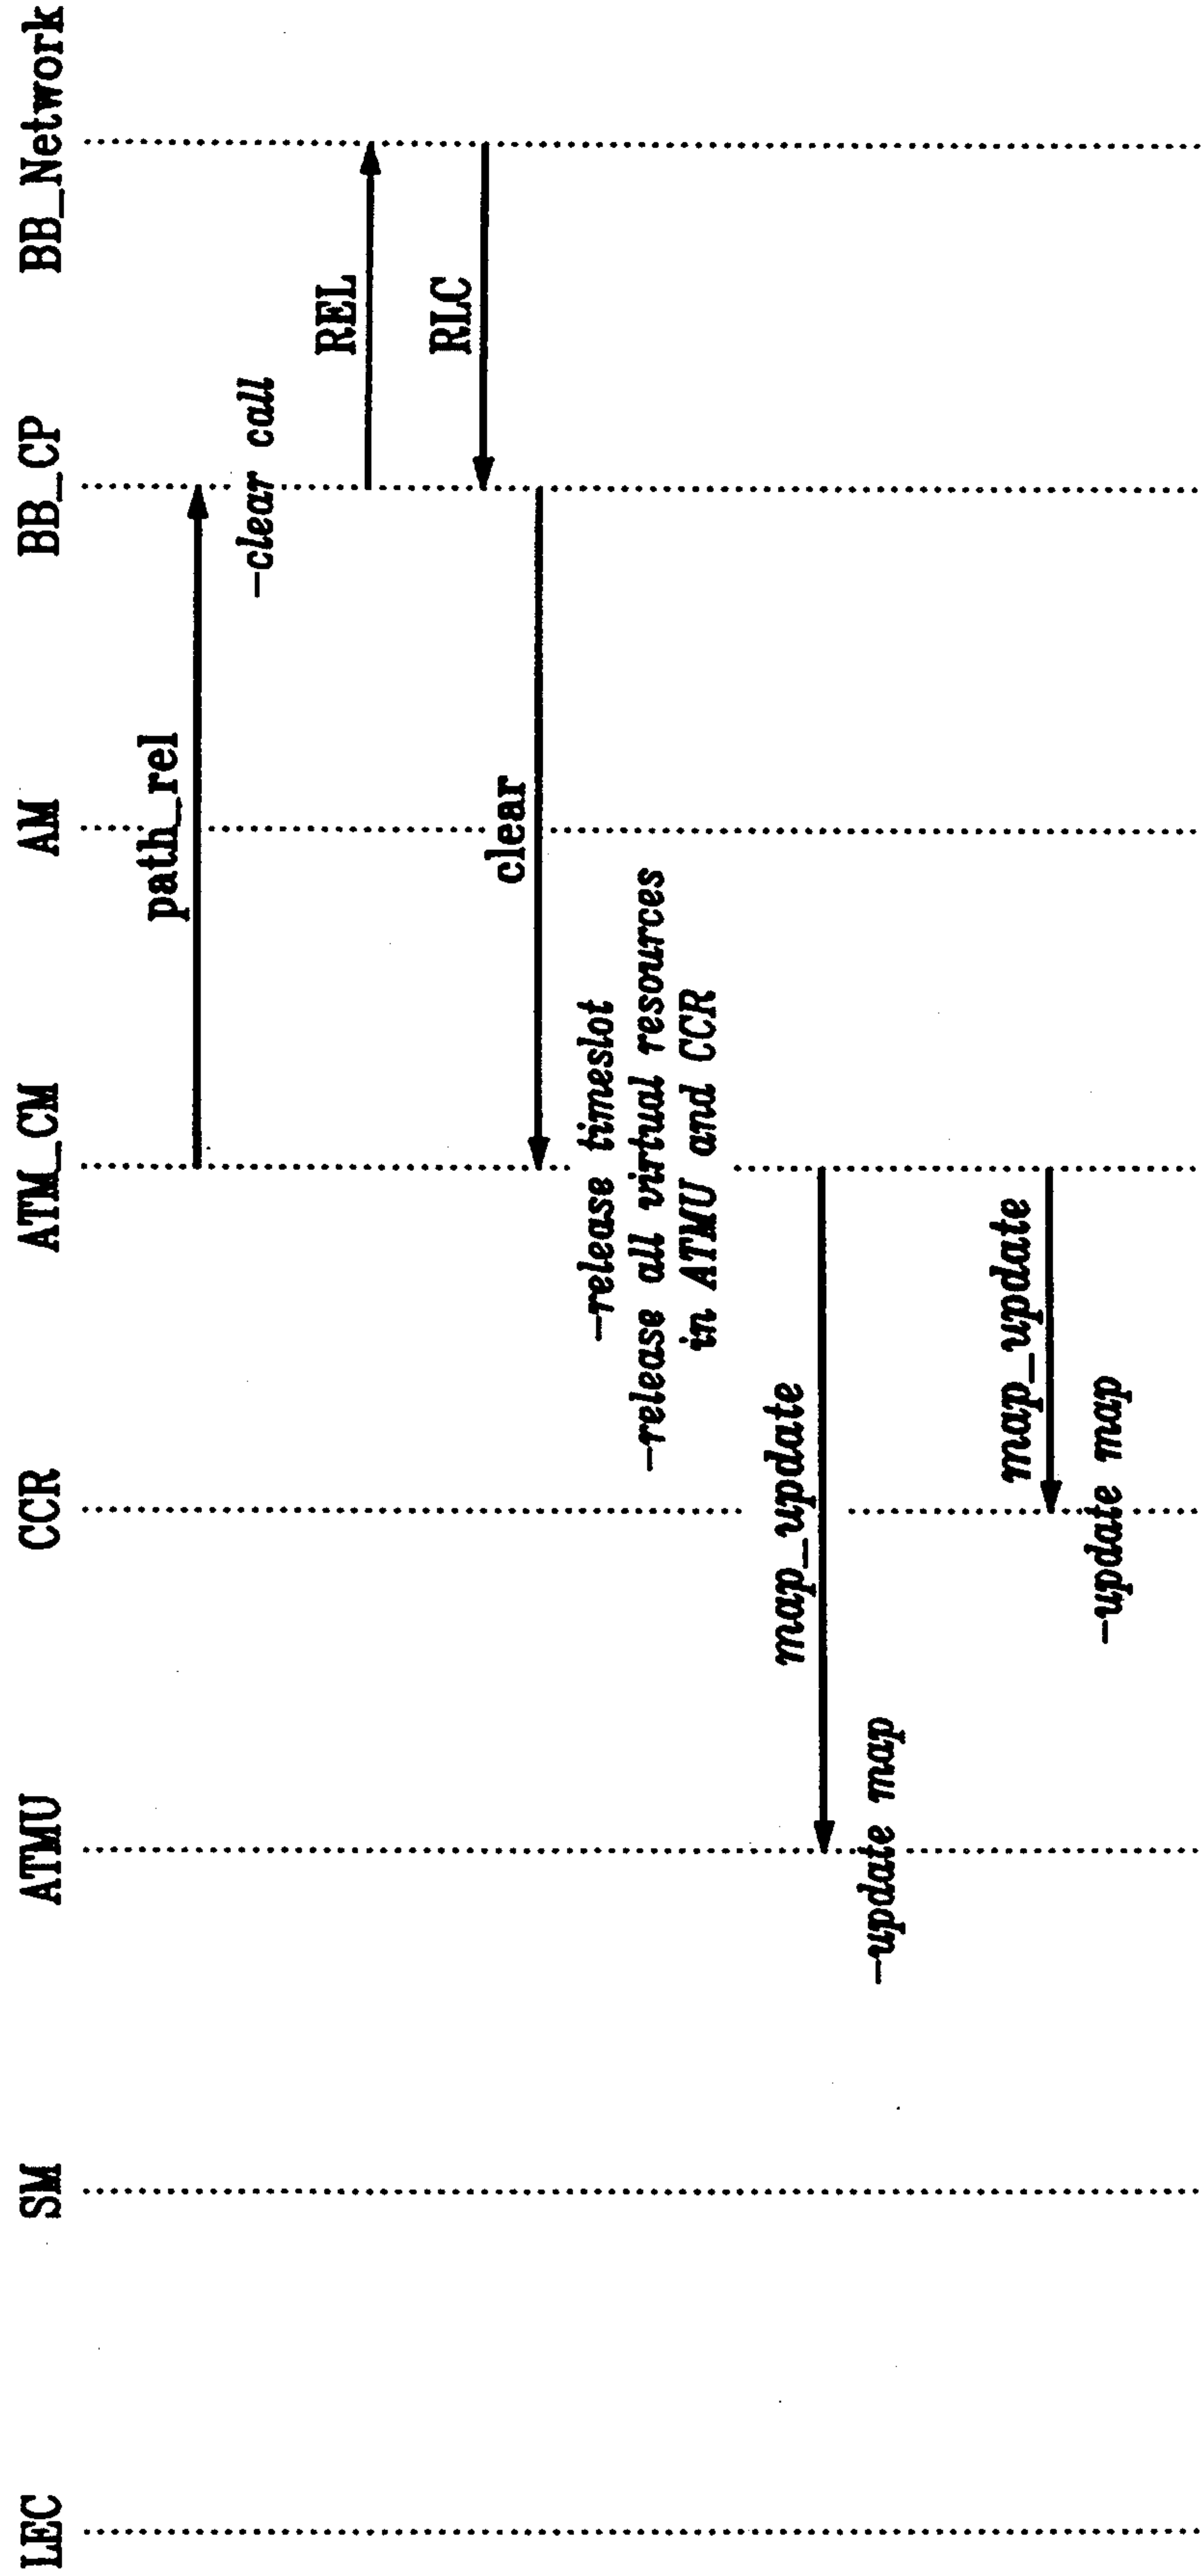 LEC
SM
ATMU
CCR
ATM_CM
AM
BB_CP
BB_Network
path_rel
-clear call
REL
RLC
clear
-release timeslot
-release all virtual resources
in ATMU and CCR
map_update
-update map
map_update
-update map